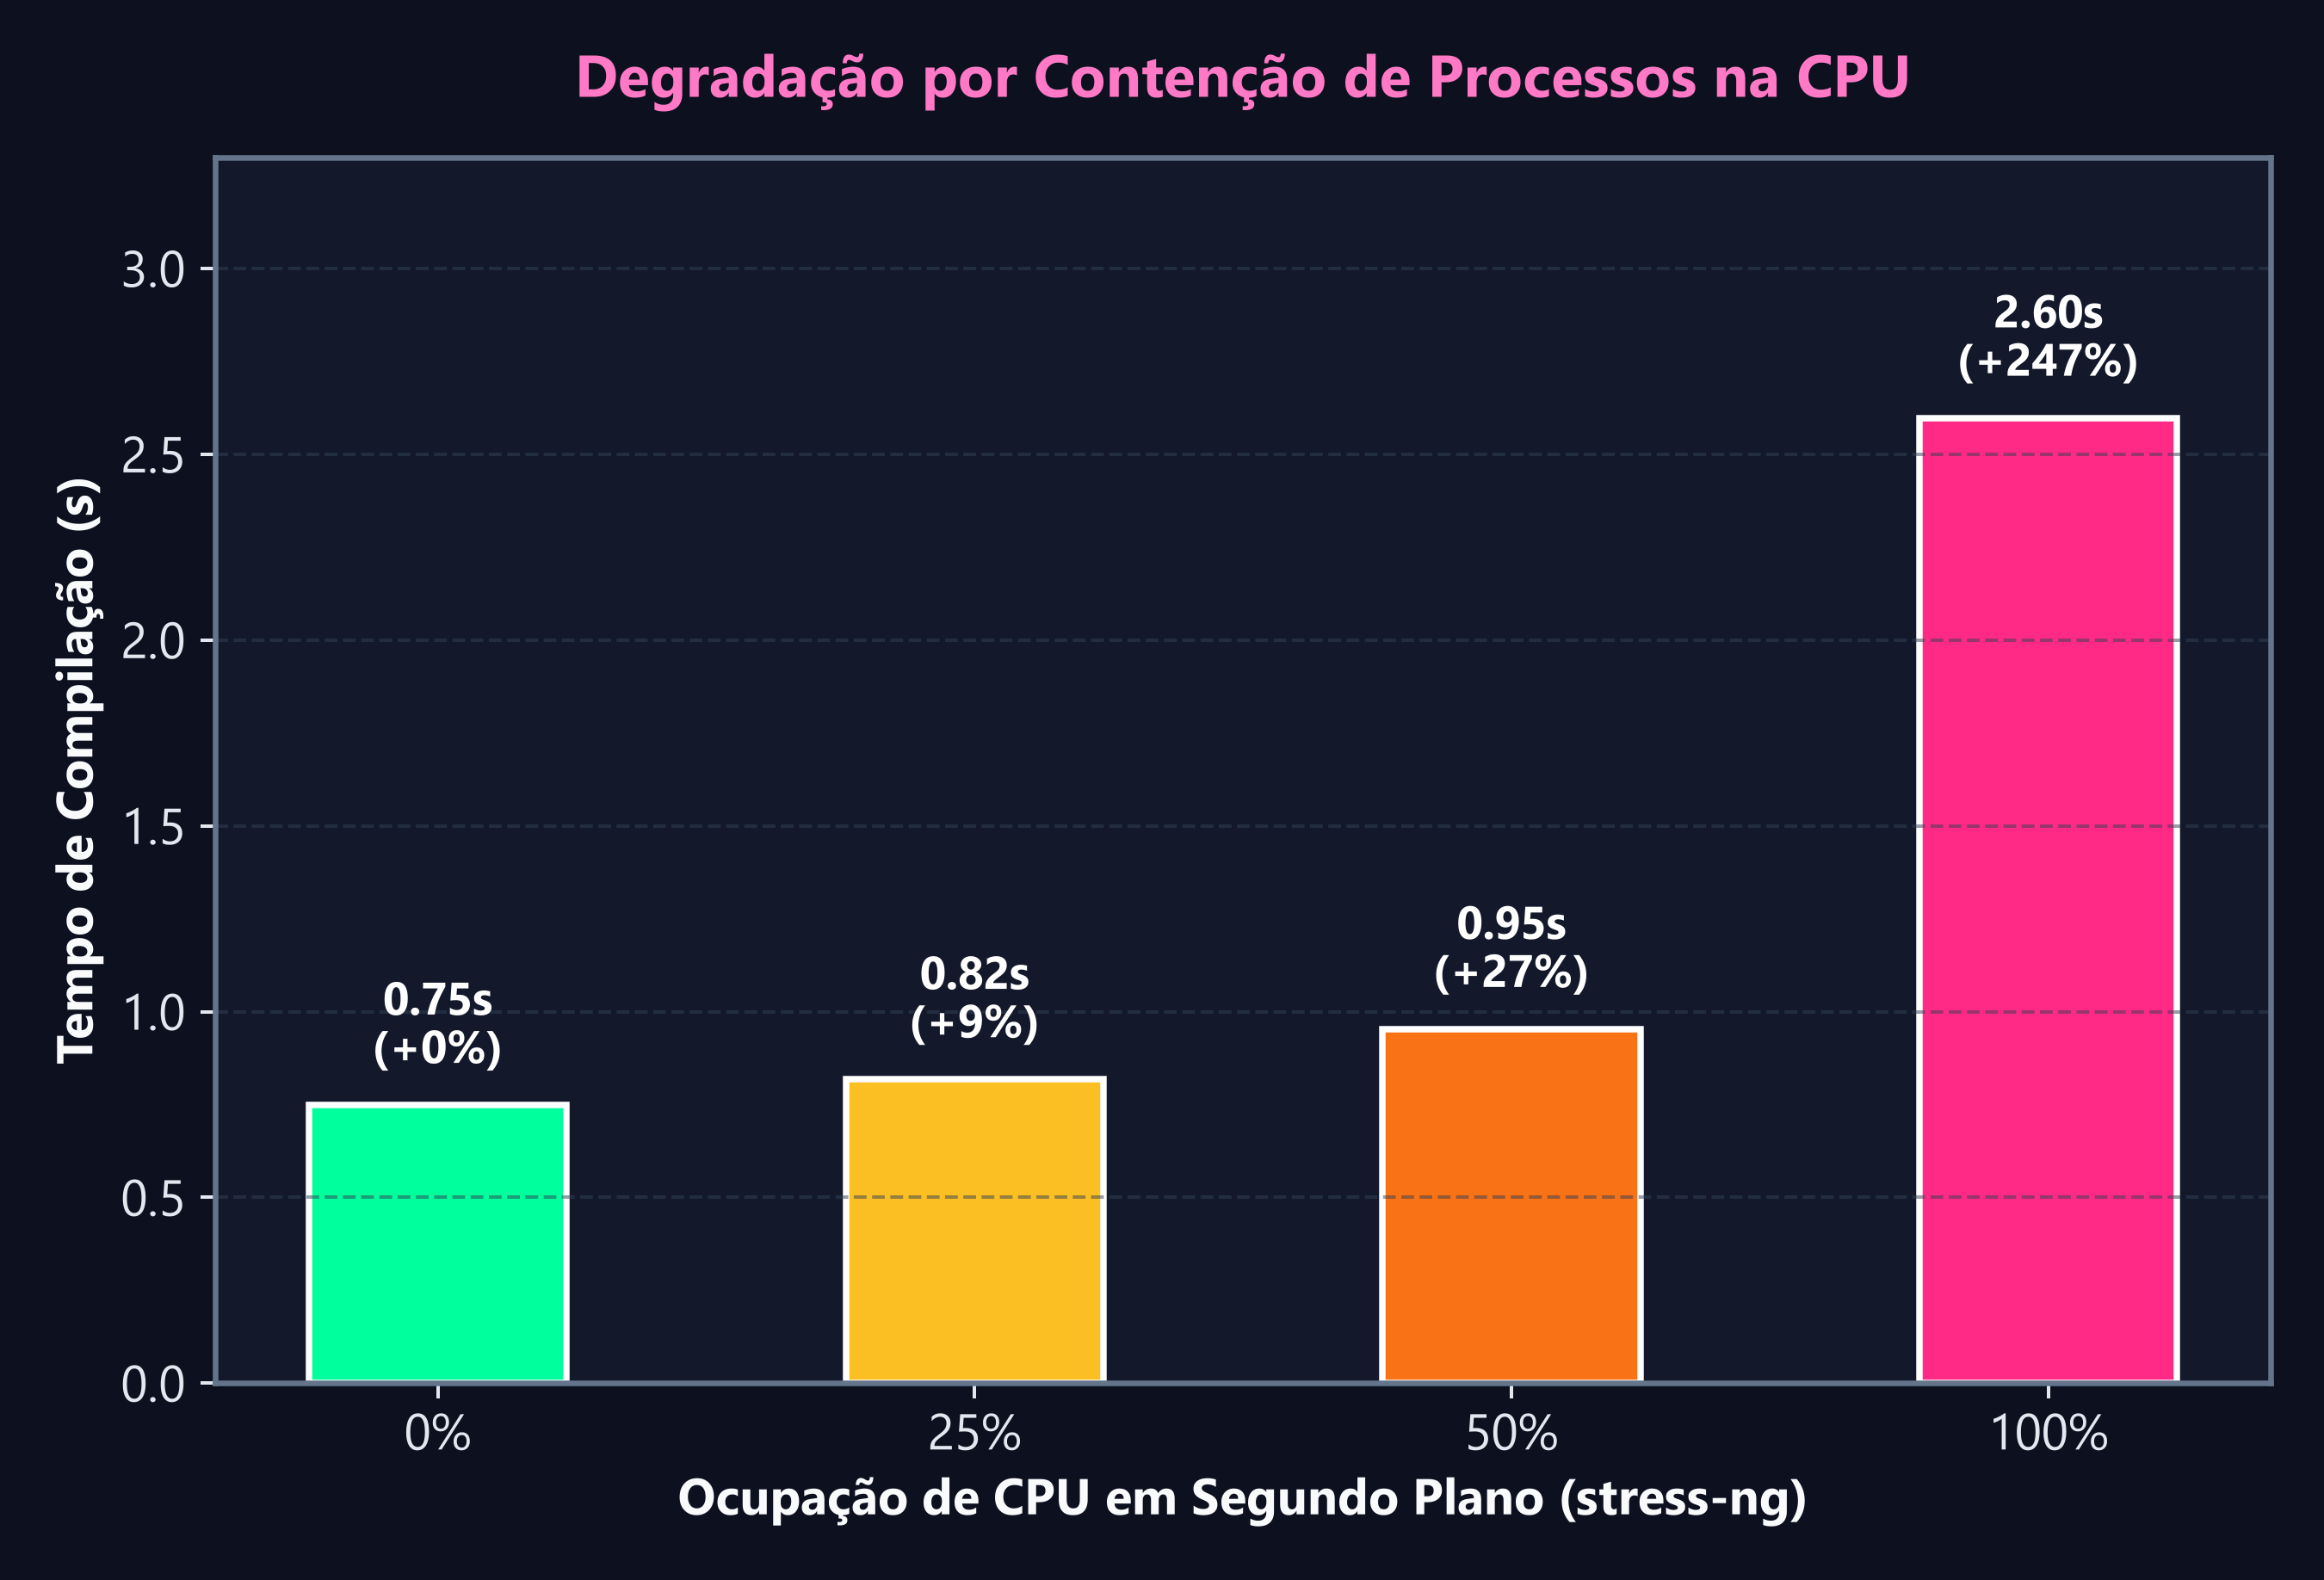 Degradação por Contenção de Processos na CPU
Tempo de Compilação (s)
3.0
2.5
2.0
1.5
1.0
0.5
0.0
0.75s
(+0%)
0.82s
(+9%)
0.95s
(+27%)
2.60s
(+247%)
0%
25%
50%
100%
Ocupação de CPU em Segundo Plano (stress-ng)